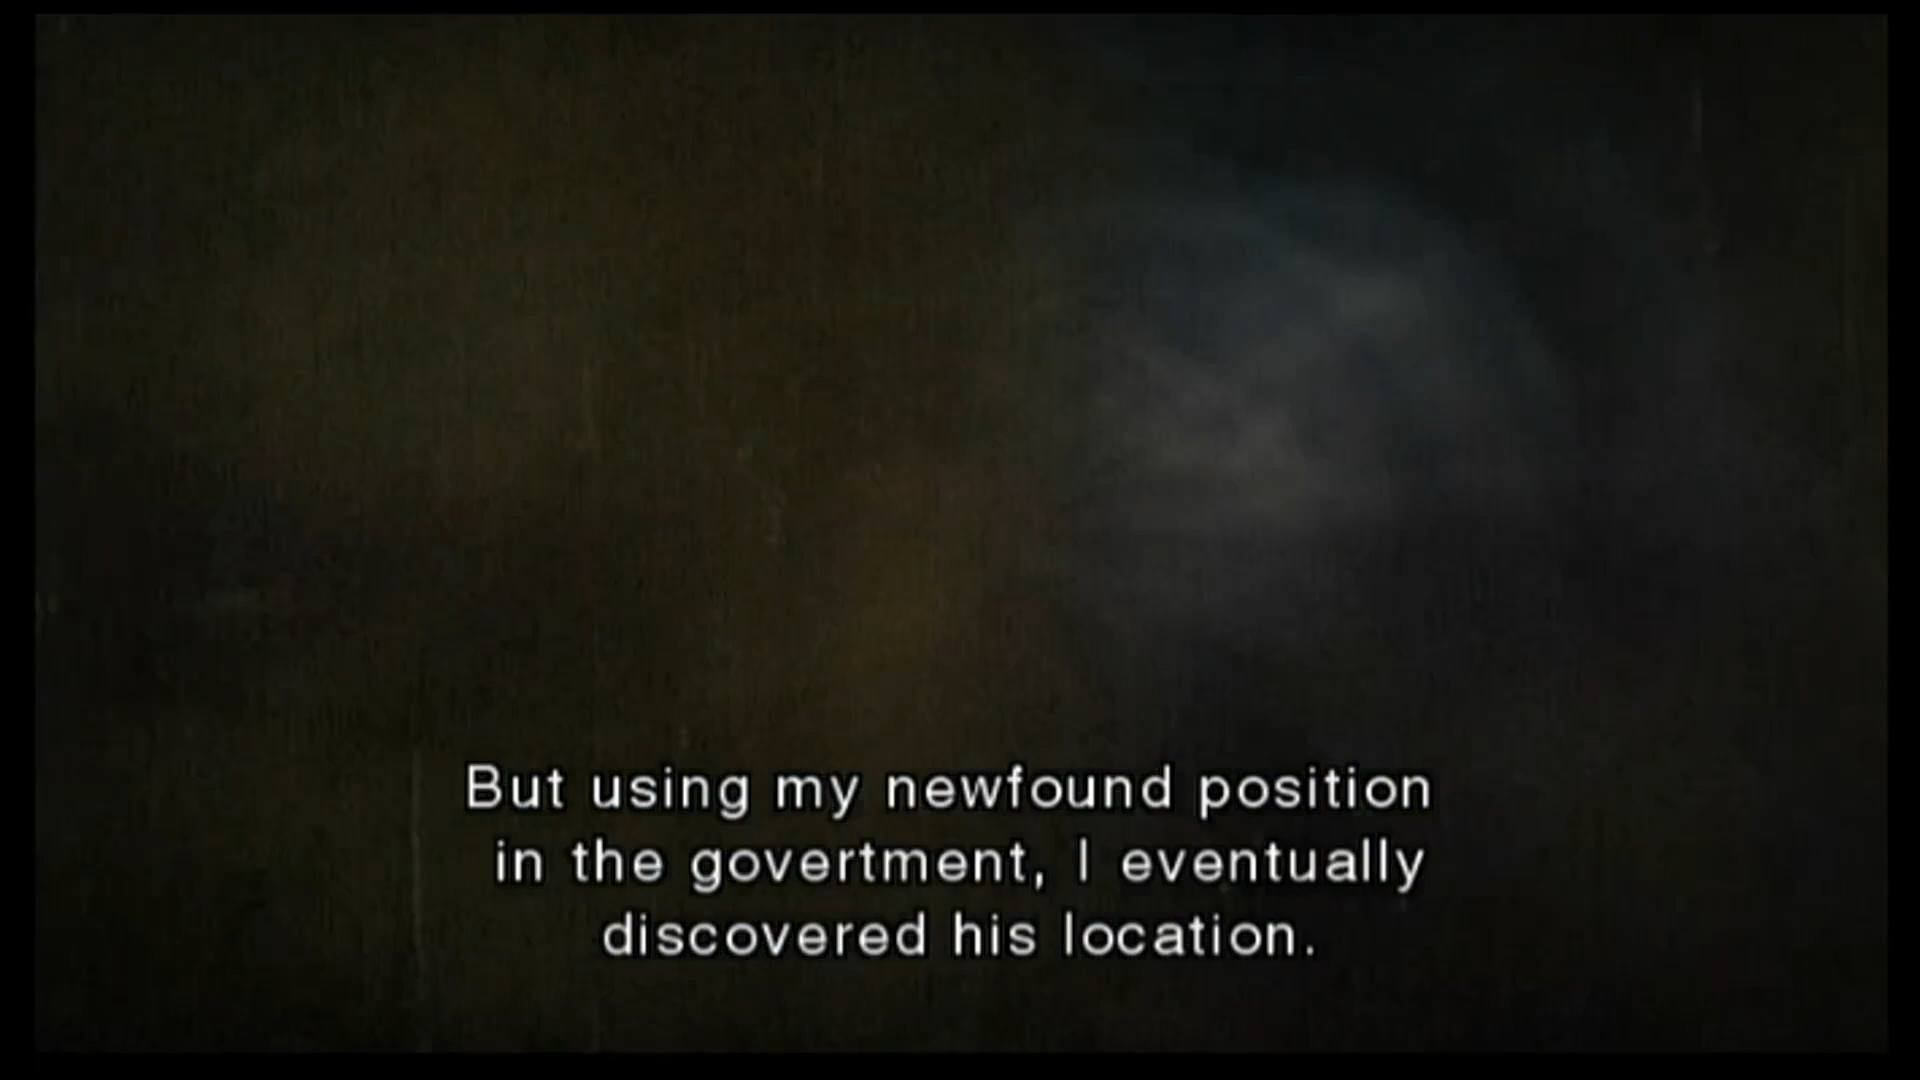 But using my newfound position
in the govertment, I eventually
discovered his location.